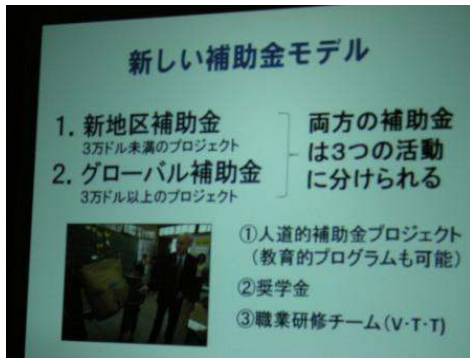 新しい補助金モデル
1. 新地区補助金
3万ドル未満のプロジェクト
2. グローバル補助金
3万ドル以上のプロジェクト
両方の補助金
は3つの活動
に分けられる
①人道的補助金プロジェクト
(教育的プログラムも可能)
②奨学金
③職業研修チーム(V・T・T)